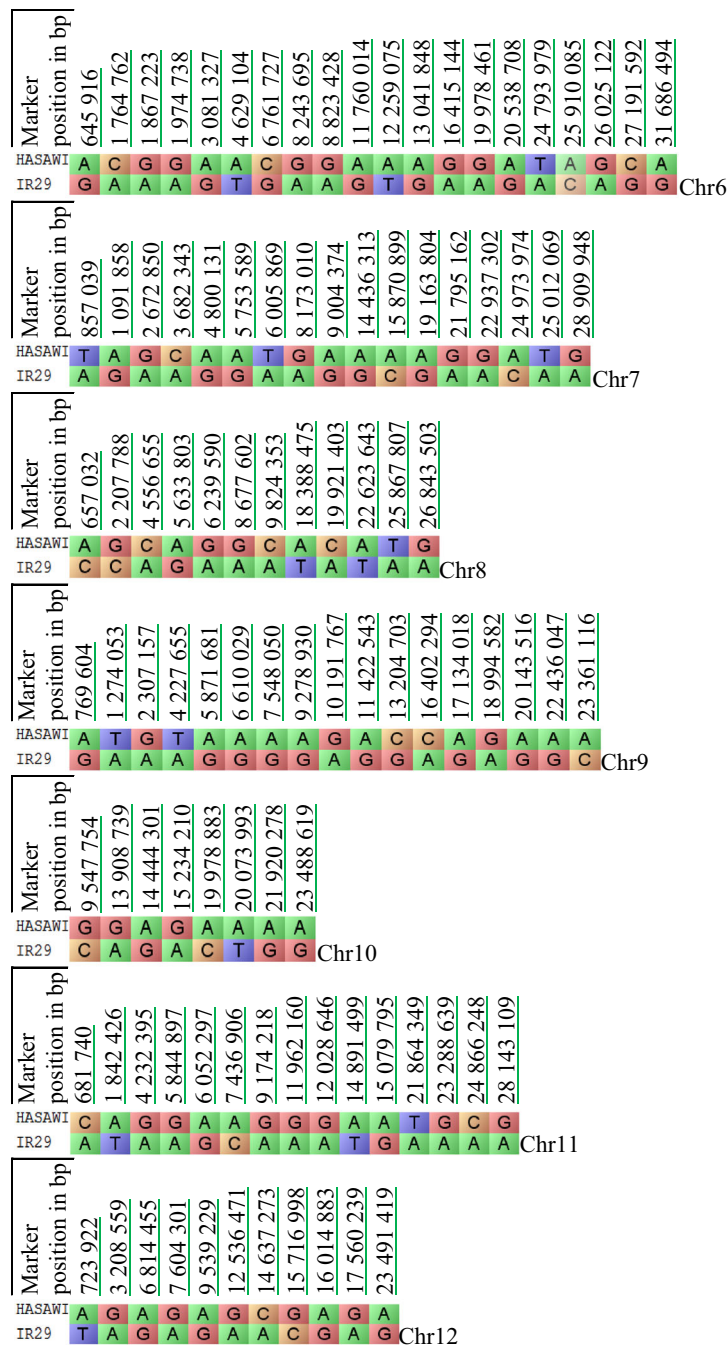 Marker position in bp
645 916 1 764 762 1 867 223 1 974 738 3 081 327 4 629 104 6 761 727 8 243 695 8 823 428 11 760 014 12 259 075 13 041 848 16 415 144 19 978 461 20 538 708 24 793 979 25 910 085 26 025 122 27 191 592 31 686 494
HASAWI A C G G A A C G G A A A G G A T A G C A
IR29 G A A A G T G A A G T G A A G A C A G G Chr6
Marker position in bp
857 039 1 091 858 2 672 850 3 682 343 4 800 131 5 753 589 6 005 869 8 173 010 9 004 374 14 436 313 15 870 899 19 163 804 21 795 162 22 937 302 24 973 974 25 012 069 28 909 948
HASAWI T A G C A A T G A A A A G G A T G
IR29 A G A A G G A A G G C G A A C A A Chr7
Marker position in bp
657 032 2 207 788 4 556 655 5 633 803 6 239 590 8 677 602 9 824 353 18 388 475 19 921 403 22 623 643 25 867 807 26 843 503
HASAWI A G C A G G C A C A T G
IR29 C C A G A A A T A T A A Chr8
Marker position in bp
769 604 1 274 053 2 307 157 4 227 655 5 871 681 6 610 029 7 548 050 9 278 930 10 191 767 11 422 543 13 204 703 16 402 294 17 134 018 18 994 582 20 143 516 22 436 047 23 361 116
HASAWI A T G T A A A A G A C C A G A A A
IR29 G A A A G G G G A G G A G A G G C Chr9
Marker position in bp
9 547 754 13 908 739 14 444 301 15 234 210 19 978 883 20 073 993 21 920 278 23 488 619
HASAWI G G A G A A A A
IR29 C A G A C T G G Chr10
Marker position in bp
681 740 1 842 426 4 232 395 5 844 897 6 052 297 7 436 906 9 174 218 11 962 160 12 028 646 14 891 499 15 079 795 21 864 349 23 288 639 24 866 248 28 143 109
HASAWI C A G G A A G G G A A T G C G
IR29 A T A A G C A A A T G A A A A Chr11
Marker position in bp
723 922 3 208 559 6 814 455 7 604 301 9 539 229 12 536 471 14 637 273 15 716 998 16 014 883 17 560 239 23 491 419
HASAWI A G A G A G C G A G A
IR29 T A G A G A A C G A G Chr12